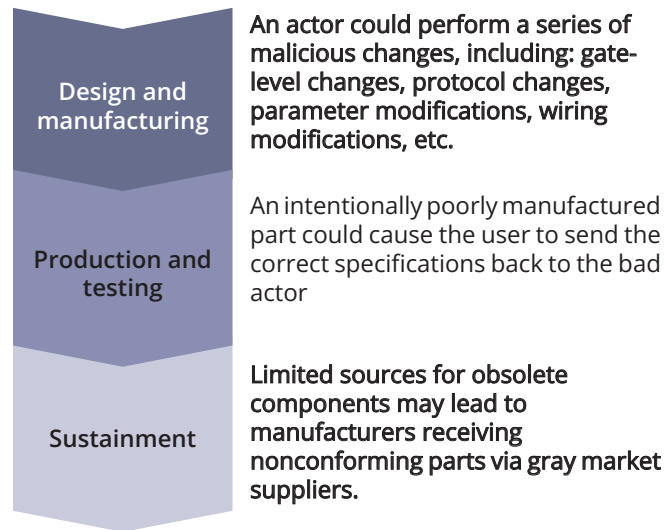 Design and
manufacturing
An actor could perform a series of
malicious changes, including: gate-
level changes, protocol changes,
parameter modifications, wiring
modifications, etc.
Production and
testing
An intentionally poorly manufactured
part could cause the user to send the
correct specifications back to the bad
actor
Sustainment
Limited sources for obsolete
components may lead to
manufacturers receiving
nonconforming parts via gray market
suppliers.